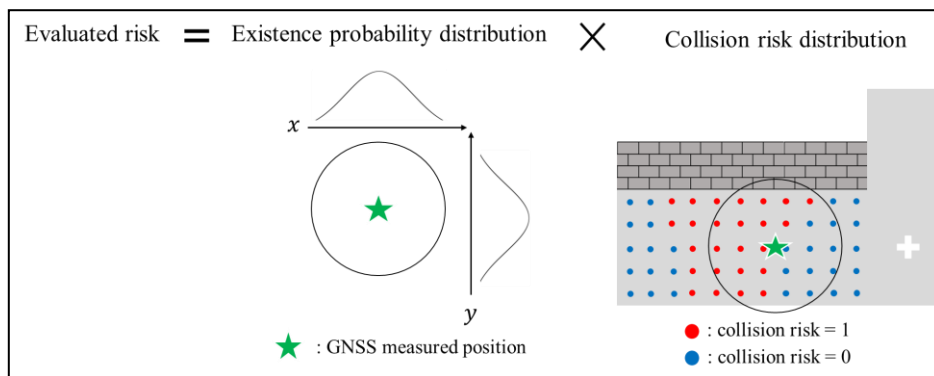 Evaluated risk = Existence probability distribution × Collision risk distribution
x
y
: GNSS measured position
: collision risk = 1
: collision risk = 0